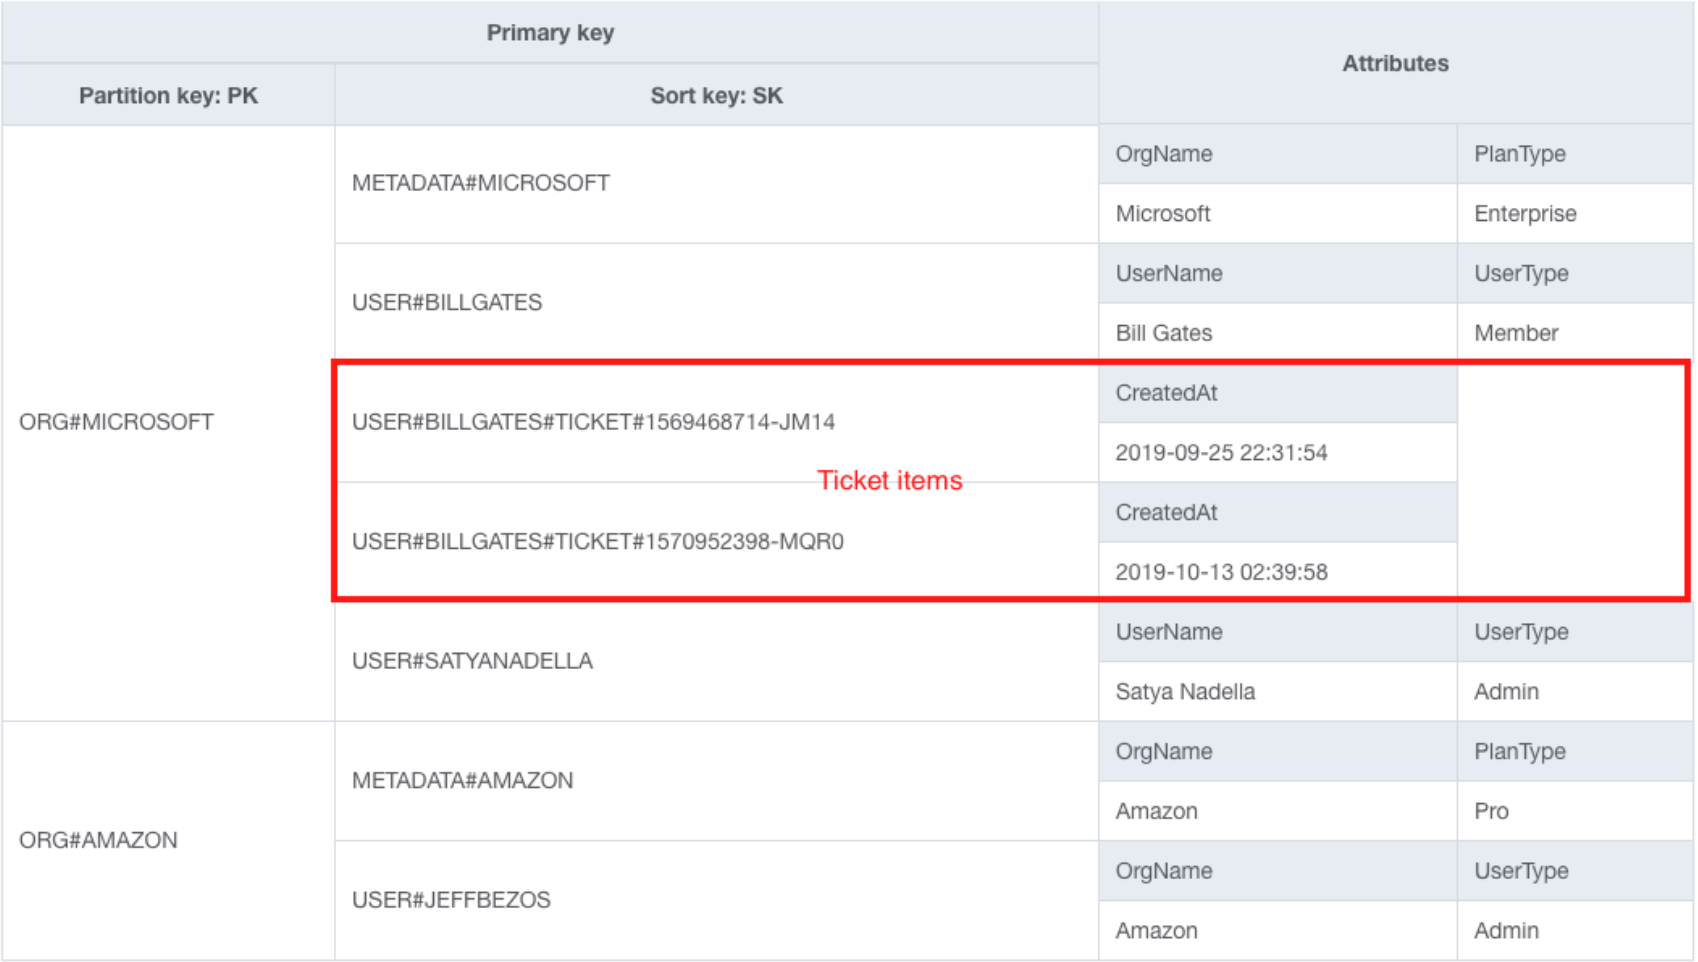 Primary key
Attributes
Partition key: PK
Sort key: SK
ORG#MICROSOFT
METADATA#MICROSOFT
OrgName
PlanType
Microsoft
Enterprise
USER#BILLGATES
UserName
UserType
Bill Gates
Member
USER#BILLGATES#TICKET#1569468714-JM14
CreatedAt
2019-09-25 22:31:54
Ticket items
USER#BILLGATES#TICKET#1570952398-MQR0
CreatedAt
2019-10-13 02:39:58
USER#SATYANADELLA
UserName
UserType
Satya Nadella
Admin
ORG#AMAZON
METADATA#AMAZON
OrgName
PlanType
Amazon
Pro
USER#JEFFBEZOS
OrgName
UserType
Amazon
Admin